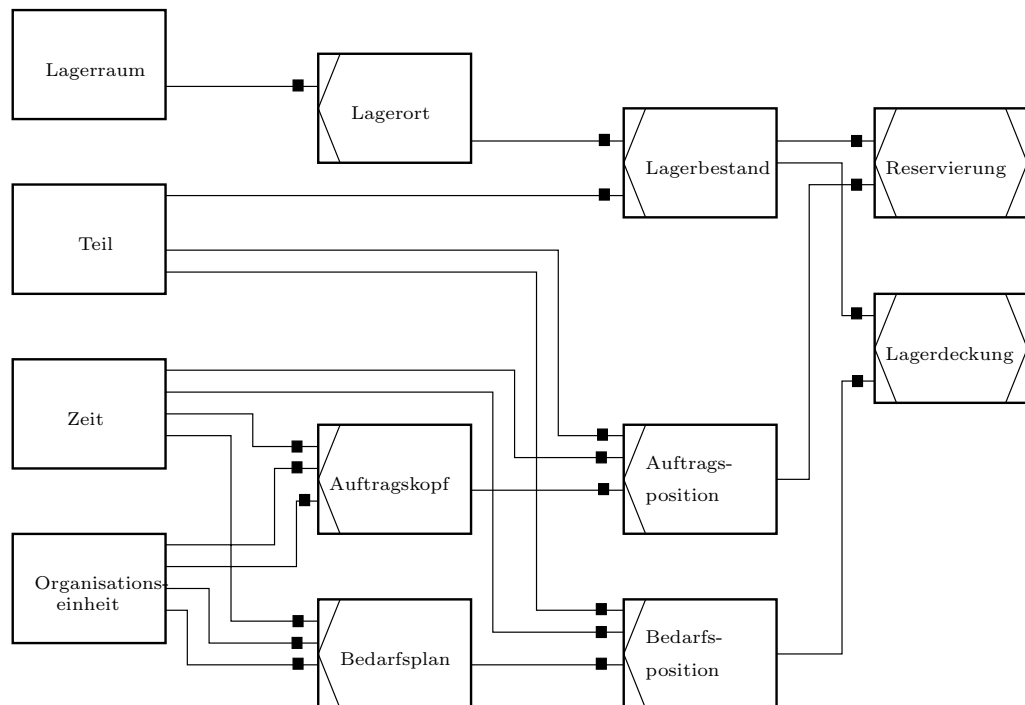 Lagerraum
Lagerort
Lagerbestand
Reservierung
Teil
Lagerdeckung
Zeit
Auftragskopf
Auftrags-
position
Organisations-
einheit
Bedarfsplan
Bedarfs-
position